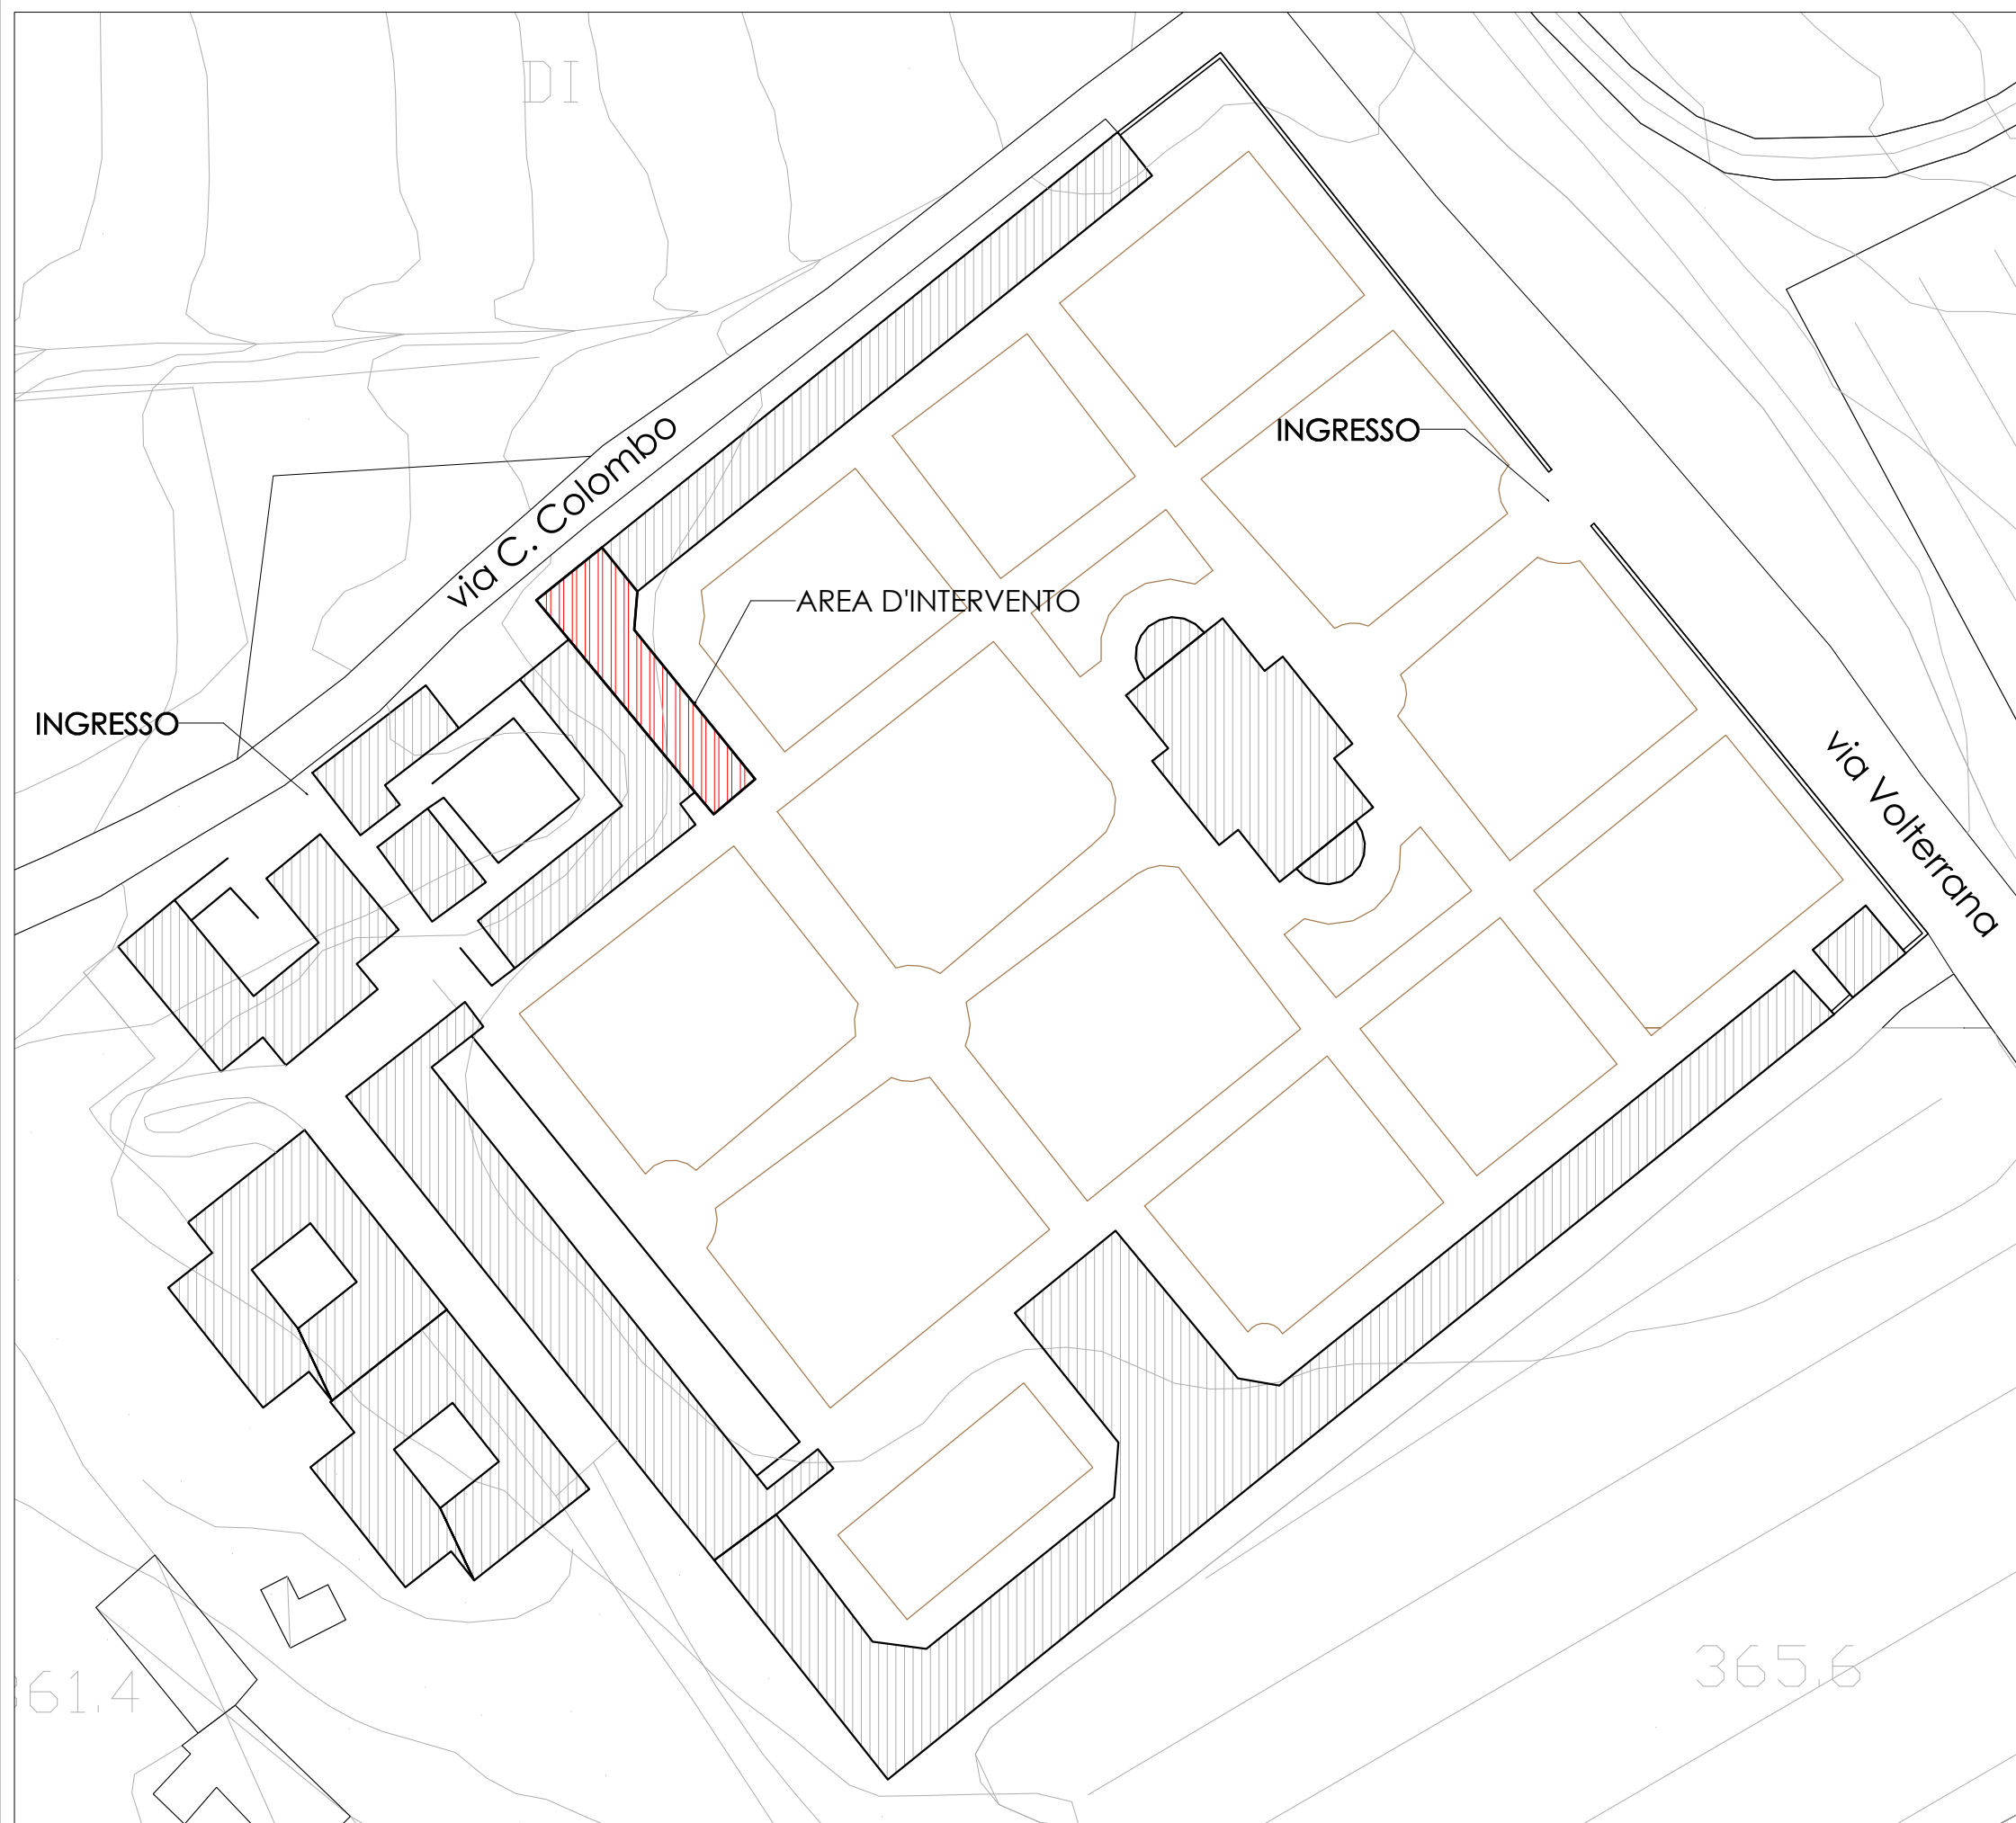 DI
via C. Colombo
INGRESSO
AREA D'INTERVENTO
INGRESSO
via Volterrana
365.6
61.4